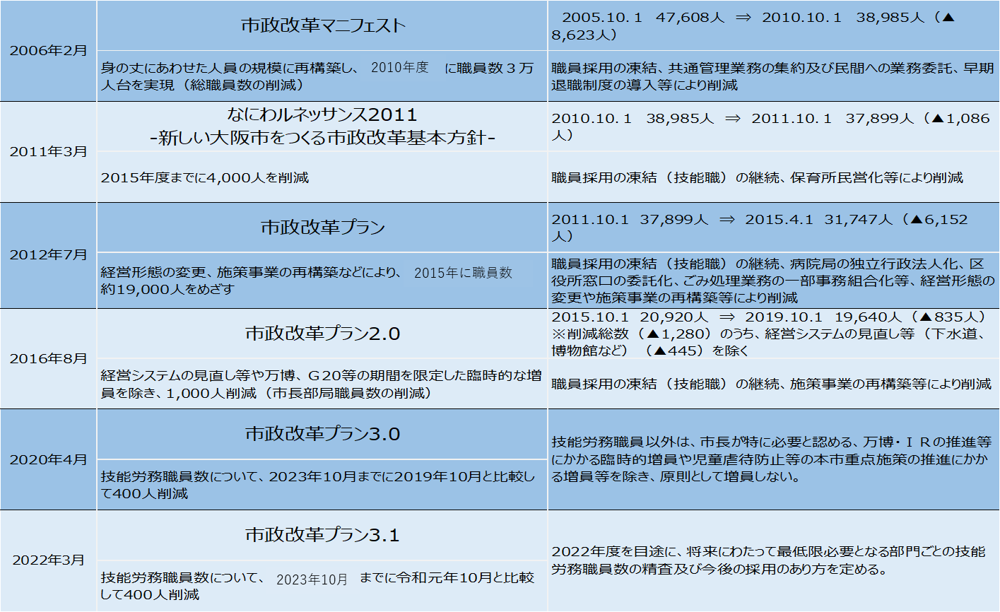 2006年2月
市政改革マニフェスト
2005.10.１　47,608人　⇒　2010.10.１　38,985人（▲
8,623人）
身の丈にあわせた人員の規模に再構築し、 2010年度 に職員数３万
人台を実現（総職員数の削減）
職員採用の凍結、共通管理業務の集約及び民間への業務委託、早期
退職制度の導入等により削減
2011年3月
なにわルネッサンス2011
-新しい大阪市をつくる市政改革基本方針-
2010.10.１　38,985人　⇒　2011.10.１　37,899人（▲1,086
人）
2015年度までに4,000人を削減
職員採用の凍結（技能職）の継続、保育所民営化等により削減
2012年7月
市政改革プラン
2011.10.1　37,899人　⇒　2015.4.1　31,747人（▲6,152
人）
経営形態の変更、施策事業の再構築などにより、 2015年に職員数
約19,000人をめざす
職員採用の凍結（技能職）の継続、病院局の独立行政法人化、区
役所窓口の委託化、ごみ処理業務の一部事務組合化等、経営形態の
変更や施策事業の再構築等により削減
2016年8月
市政改革プラン2.0
2015.10.1　20,920人　⇒　2019.10.1　19,640人（▲835人）
※削減総数（▲1,280）のうち、経営システムの見直し等（下水道、
博物館など）（▲445）を除く
経営システムの見直し等や万博、Ｇ20等の期間を限定した臨時的な増
員を除き、1,000人削減（市長部局職員数の削減）
職員採用の凍結（技能職）の継続、施策事業の再構築等により削減
2020年4月
市政改革プラン3.0
技能労務職員数について、2023年10月までに2019年10月と比較し
て400人削減
技能労務職員以外は、市長が特に必要と認める、万博・ＩＲの推進等
にかかる臨時的増員や児童虐待防止等の本市重点施策の推進にかか
る増員等を除き、原則として増員しない。
2022年3月
市政改革プラン3.1
技能労務職員数について、 2023年10月 までに令和元年10月と比較
して400人削減
2022年度を目途に、将来にわたって最低限必要となる部門ごとの技能
労務職員数の精査及び今後の採用のあり方を定める。